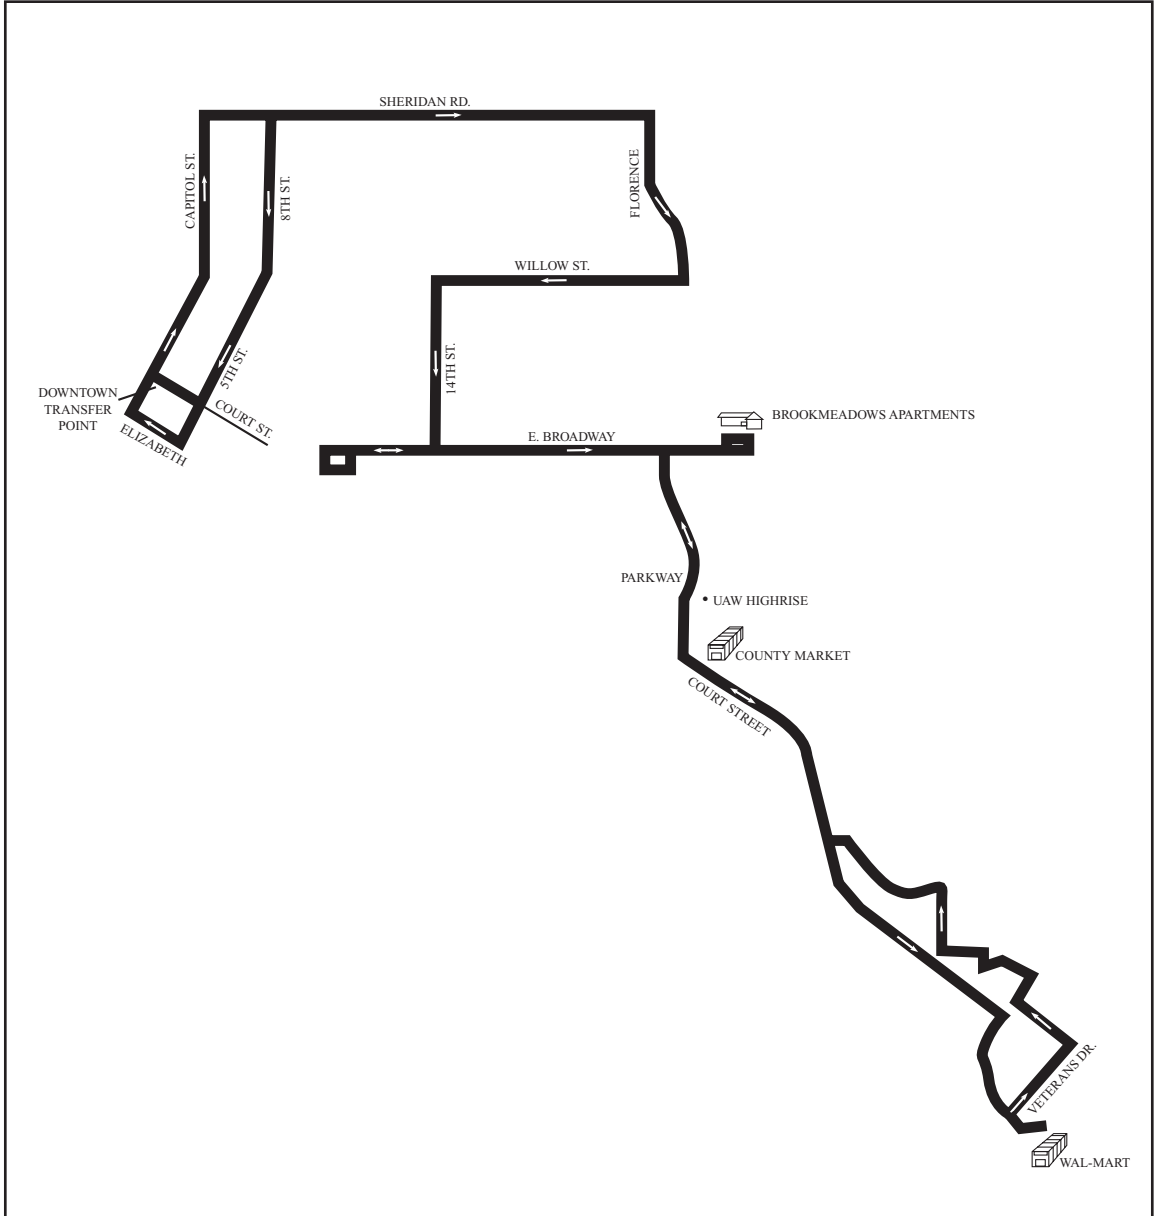 SHERIDAN RD.
CAPITOL ST.
8TH ST.
FLORENCE
WILLOW ST.
14TH ST.
5TH ST.
DOWNTOWN
TRANSFER
POINT
COURT ST.
ELIZABETH
E. BROADWAY
BROOKMEADOWS APARTMENTS
PARKWAY
UAW HIGHRISE
COUNTY MARKET
COURT STREET
VETERANS DR.
WAL-MART